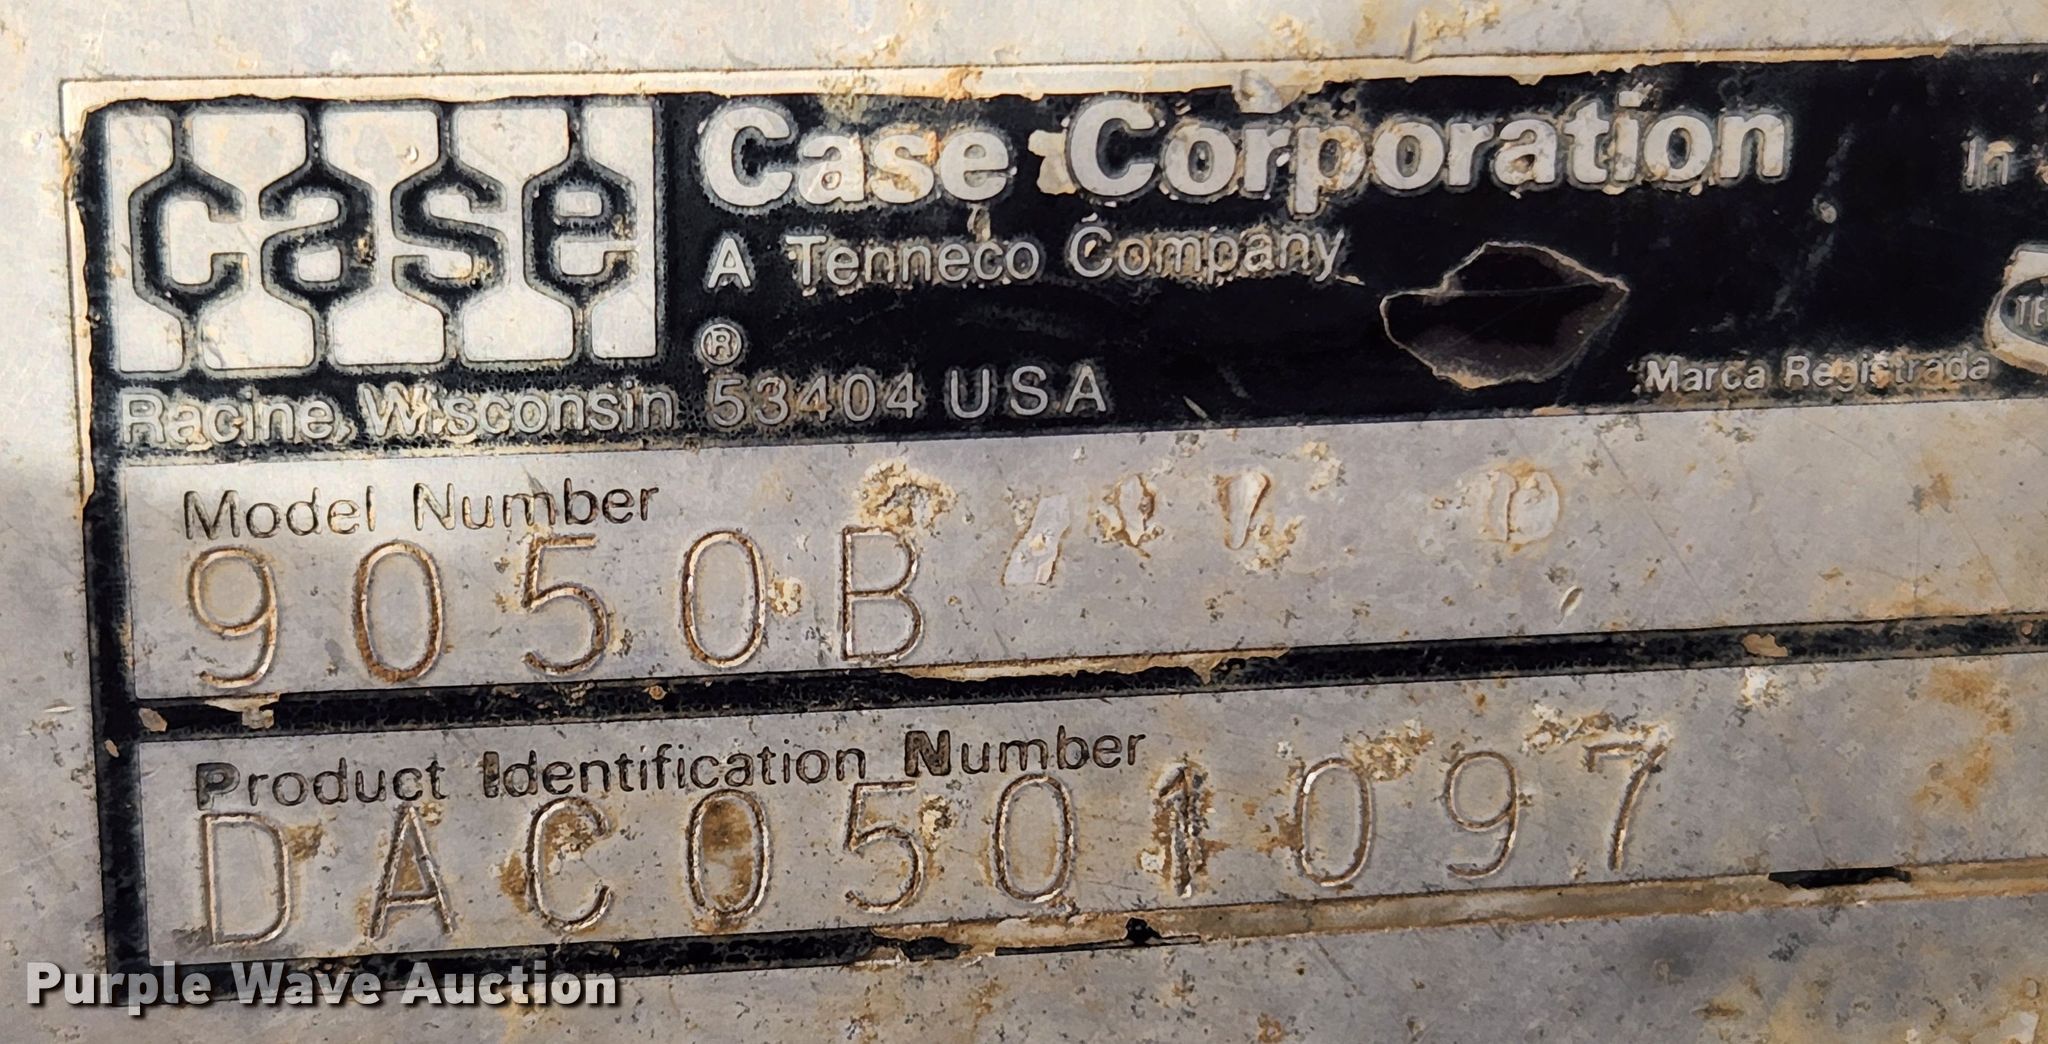 case
Case Corporation
A Tenneco Company
®
Racine, Wisconsin 53404 USA
In
Marca Registrada
Model Number
9050B
Product Identification Number
DAC0501097
Purple Wave Auction